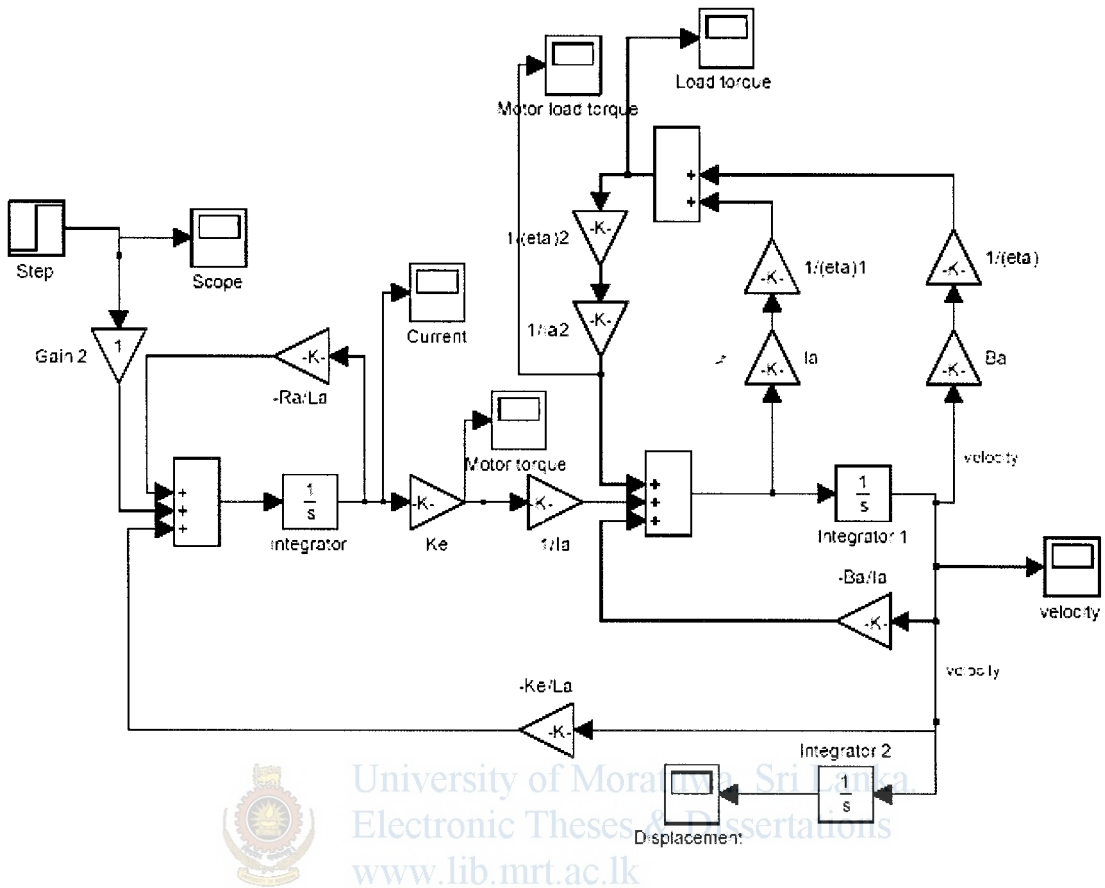 Load torque
Motor load torque
Step
Scope
+
+
-K-
1/(eta)2
-K-
1/(eta)1
-K-
1/(eta)
Gain 2
1
Current
-K-
-Ra/La
-K-
-K-
Ia
-K-
Ba
Motor torque
velocity
+
+
+
1
s
Integrator
-K-
Ke
-K-
1/Ia
+
+
+
1
s
Integrator 1
velocity
-Ba/Ia
-K-
velocity
-Ke/La
-K-
Integrator 2
1
s
Displacement
University of Moratuwa, Sri Lanka.
Electronic Theses & Dissertations
www.lib.mrt.ac.lk